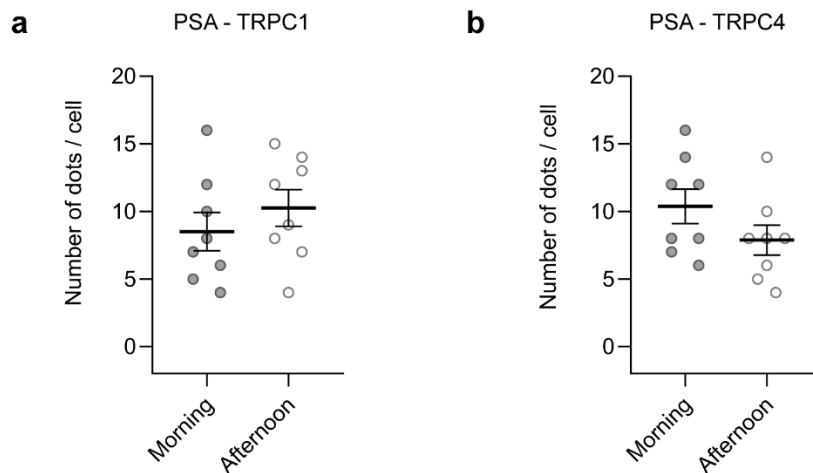 a
PSA - TRPC1
Number of dots / cell
20
15
10
5
0
Morning
Afternoon
b
PSA - TRPC4
Number of dots / cell
20
15
10
5
0
Morning
Afternoon